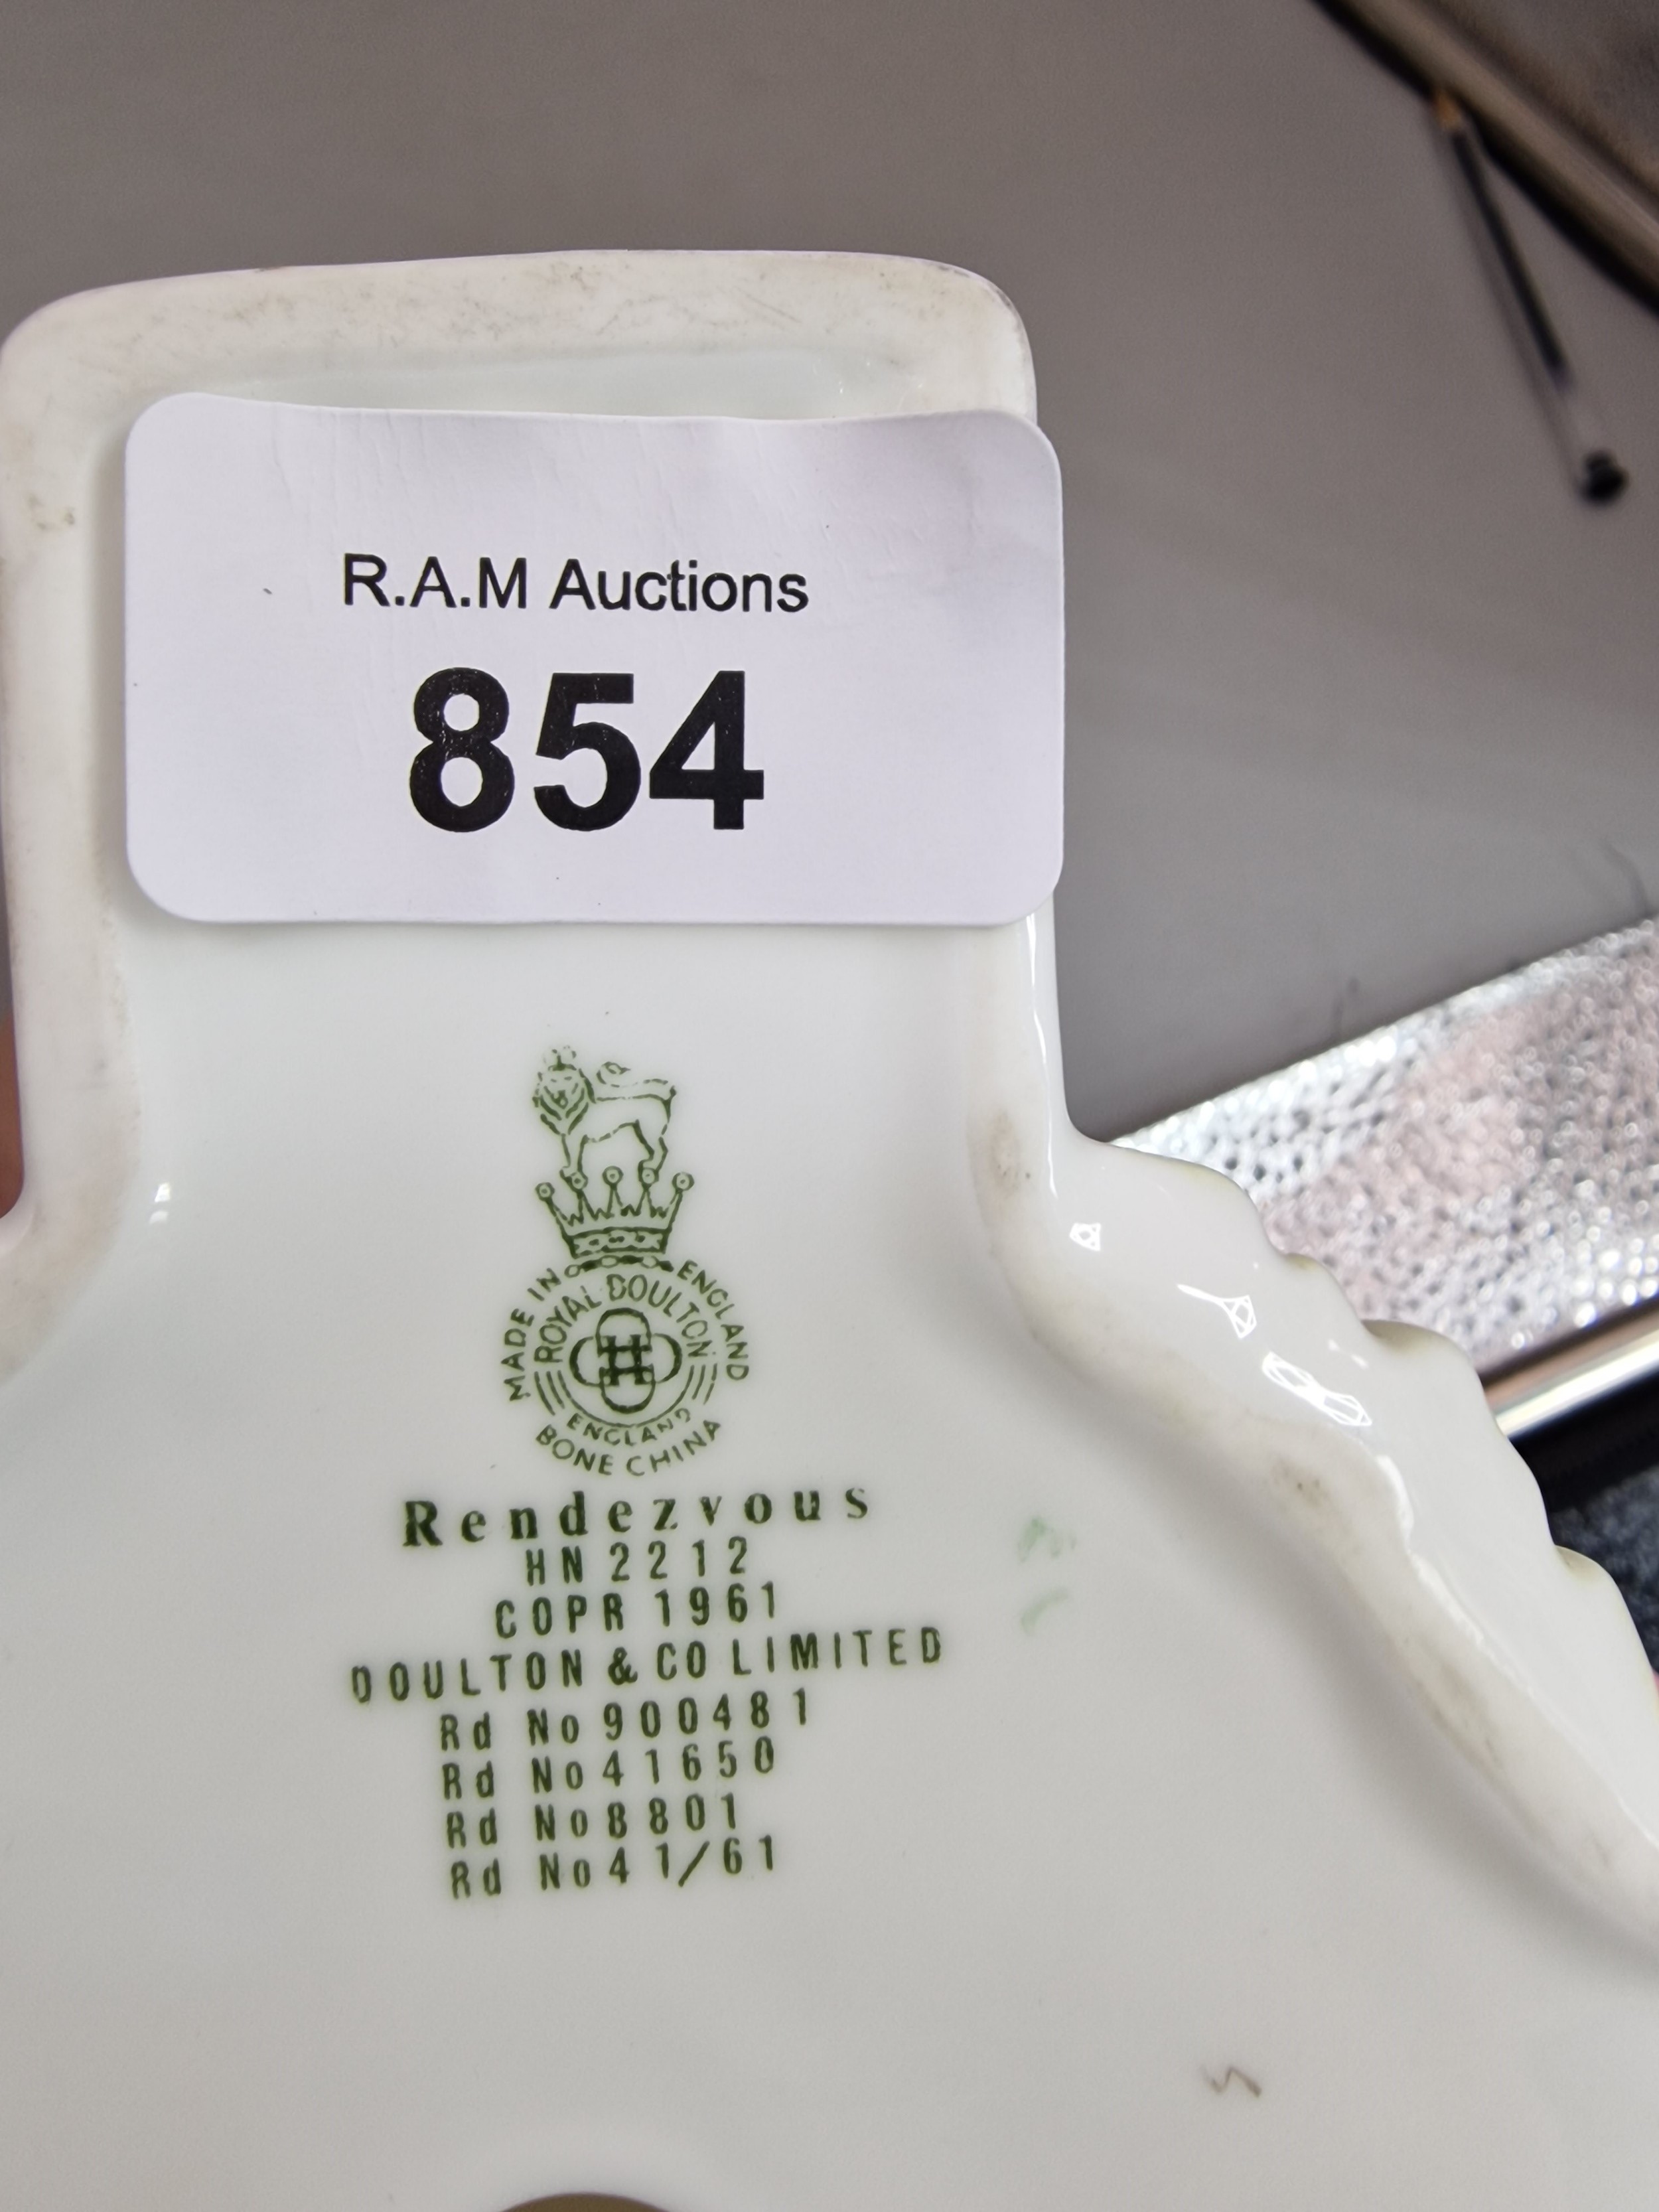 R.A.M Auctions
854
MADE IN ENGLAND
ROYAL DOULTON
ENGLAND
BONE CHINA
Rendezvous
HN 2212
COPR 1961
DOULTON & CO LIMITED
Rd No 900481
Rd No 41650
Rd No 8801
Rd No 41/61